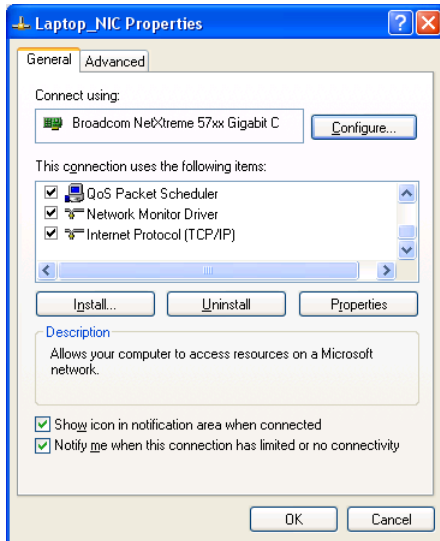 Laptop_NIC Properties
General
Advanced
Connect using:
Broadcom NetXtreme 57xx Gigabit C
Configure...
This connection uses the following items:
QoS Packet Scheduler
Network Monitor Driver
Internet Protocol (TCP/IP)
Install...
Uninstall
Properties
Description
Allows your computer to access resources on a Microsoft
network.
Show icon in notification area when connected
Notify me when this connection has limited or no connectivity
OK
Cancel